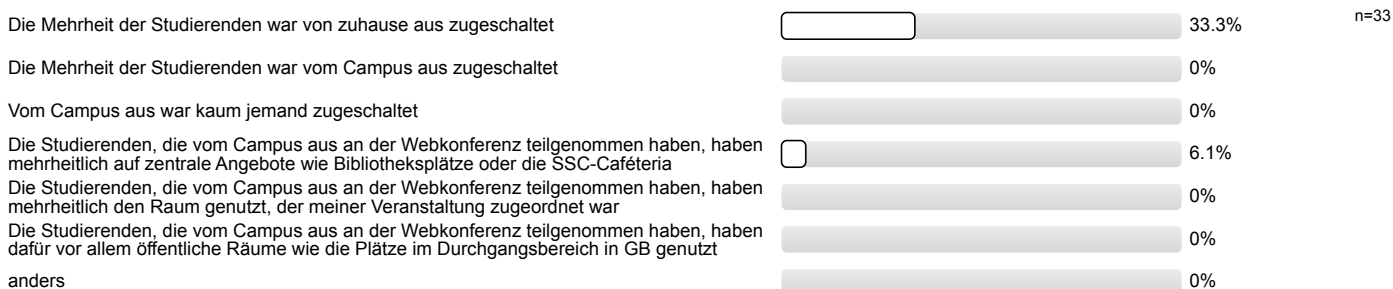 Die Mehrheit der Studierenden war von zuhause aus zugeschaltet 33.3% n=33
Die Mehrheit der Studierenden war vom Campus aus zugeschaltet 0%
Vom Campus aus war kaum jemand zugeschaltet 0%
Die Studierenden, die vom Campus aus an der Webkonferenz teilgenommen haben, haben
mehrheitlich auf zentrale Angebote wie Bibliotheksplätze oder die SSC-Caféteria 6.1%
Die Studierenden, die vom Campus aus an der Webkonferenz teilgenommen haben, haben
mehrheitlich den Raum genutzt, der meiner Veranstaltung zugeordnet war 0%
Die Studierenden, die vom Campus aus an der Webkonferenz teilgenommen haben, haben
dafür vor allem öffentliche Räume wie die Plätze im Durchgangsbereich in GB genutzt 0%
anders 0%